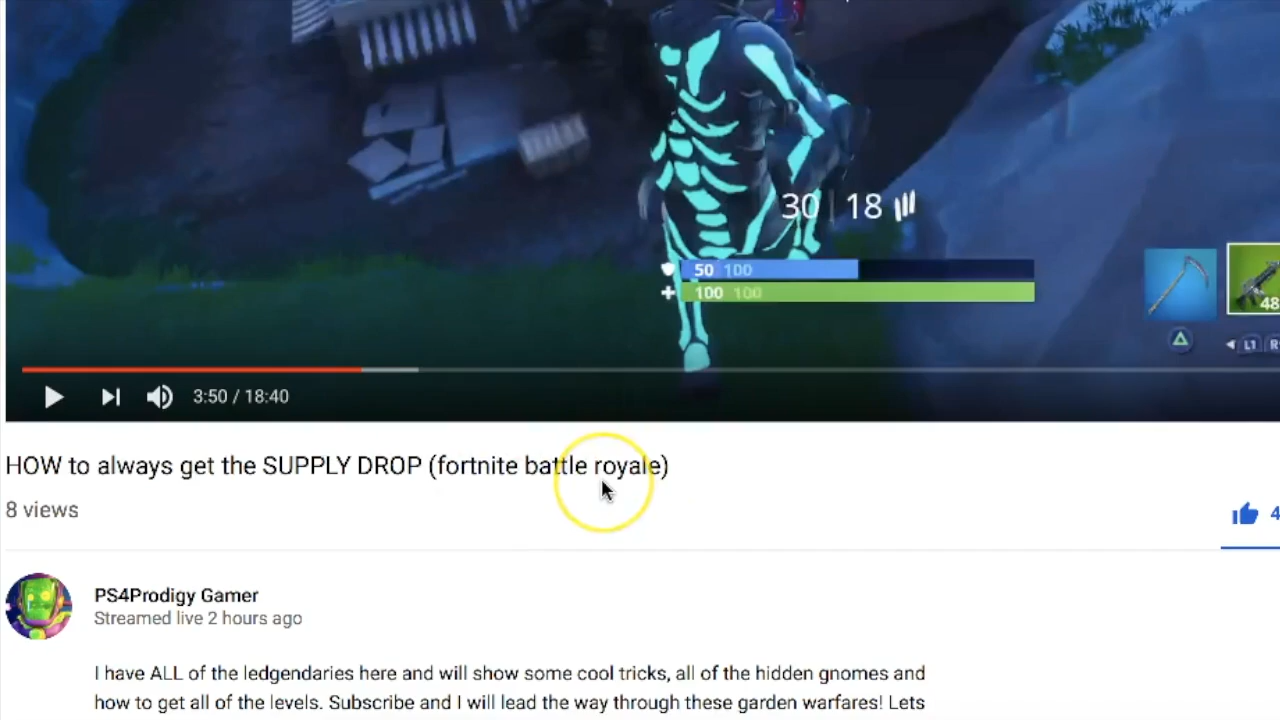 30 | 18
50 100
100 100
48
L1 R
3:50 / 18:40
HOW to always get the SUPPLY DROP (fortnite battle royale)
8 views
4
PS4Prodigy Gamer
Streamed live 2 hours ago
I have ALL of the ledgendaries here and will show some cool tricks, all of the hidden gnomes and
how to get all of the levels. Subscribe and I will lead the way through these garden warfares! Lets